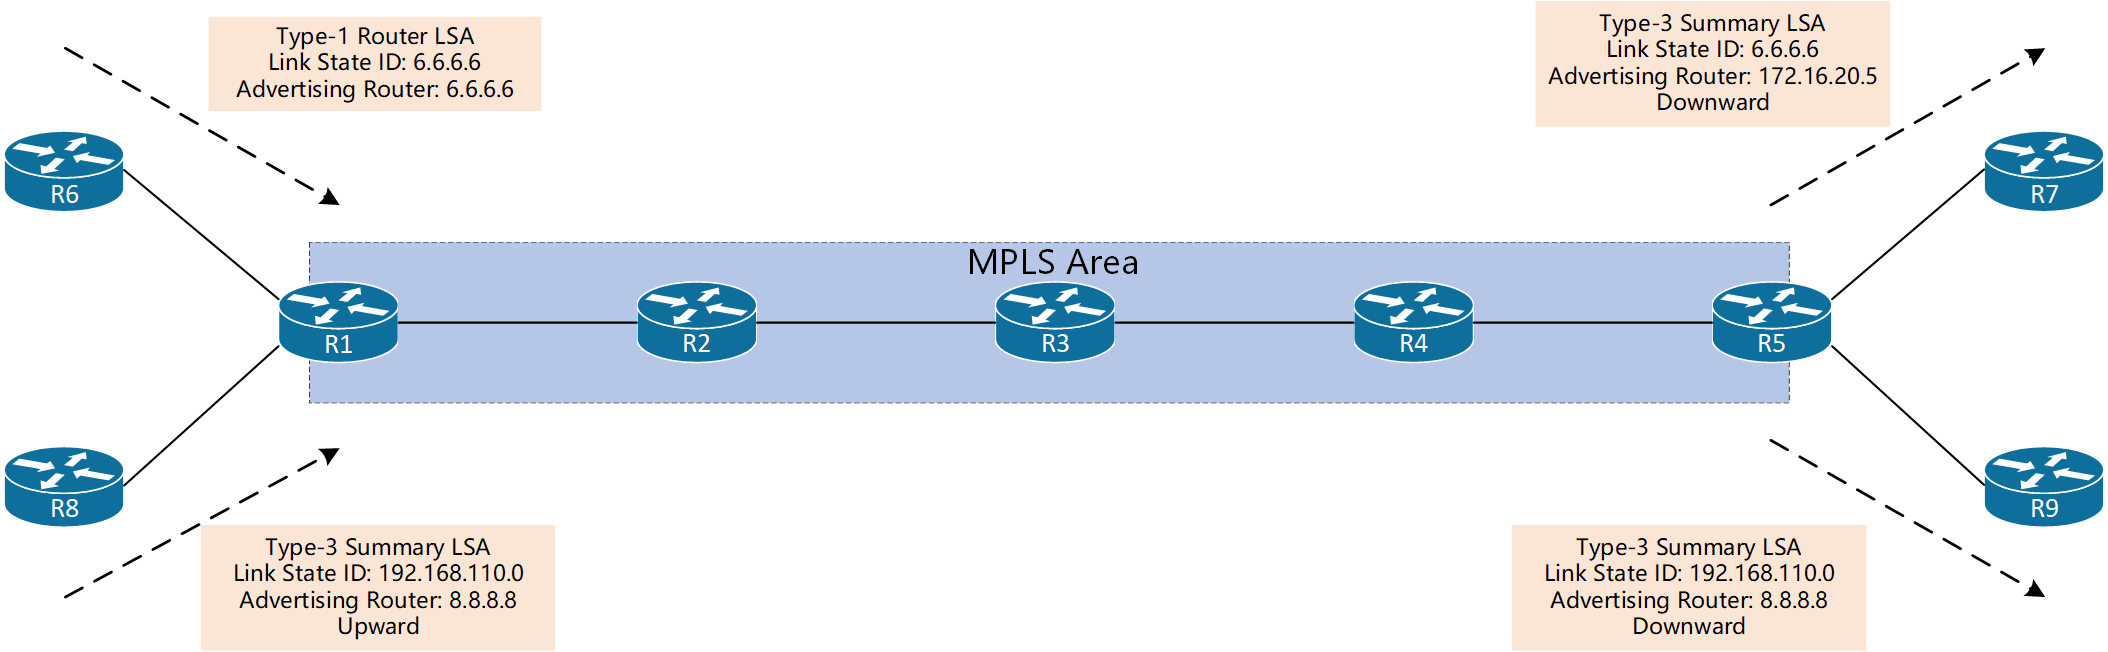 Type-1 Router LSA
Link State ID: 6.6.6.6
Advertising Router: 6.6.6.6
Type-3 Summary LSA
Link State ID: 6.6.6.6
Advertising Router: 172.16.20.5
Downward
R6
R7
MPLS Area
R1
R2
R3
R4
R5
R8
R9
Type-3 Summary LSA
Link State ID: 192.168.110.0
Advertising Router: 8.8.8.8
Upward
Type-3 Summary LSA
Link State ID: 192.168.110.0
Advertising Router: 8.8.8.8
Downward